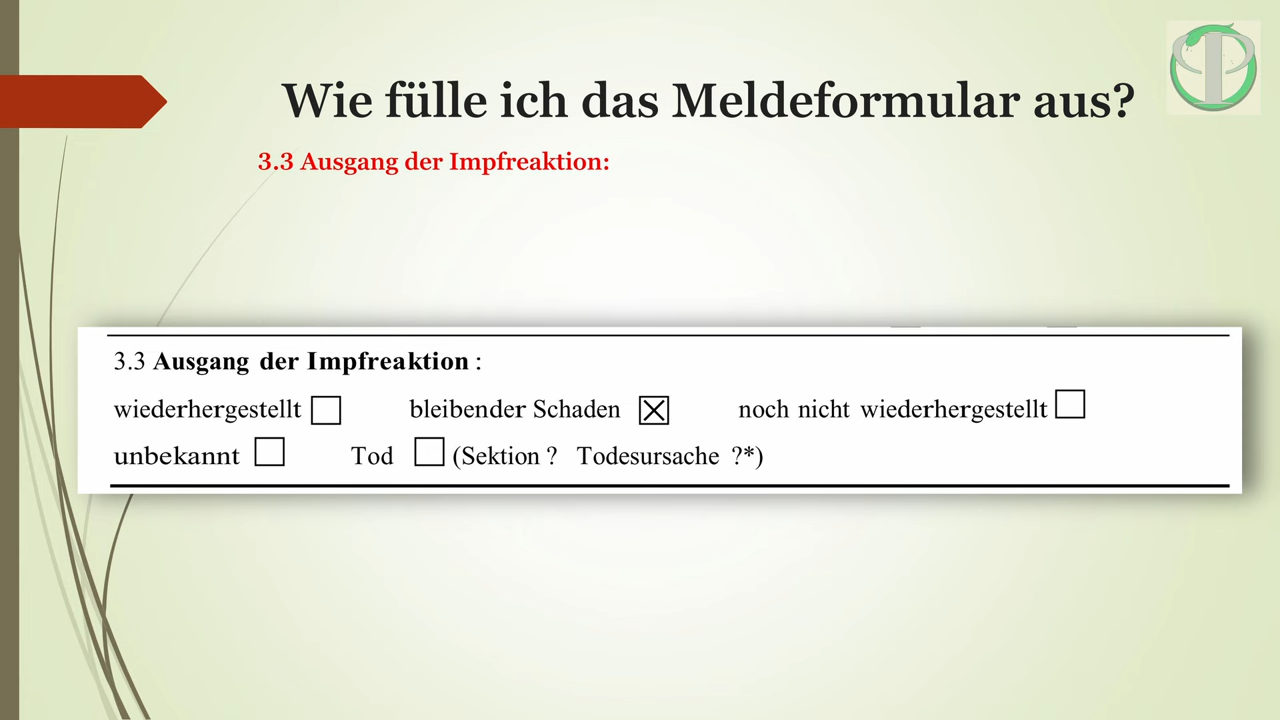 Wie fülle ich das Meldeformular aus?
3.3 Ausgang der Impfreaktion:
3.3 Ausgang der Impfreaktion :
wiederhergestellt ☐ bleibender Schaden ☒ noch nicht wiederhergestellt ☐
unbekannt ☐ Tod ☐ (Sektion ? Todesursache ?*)